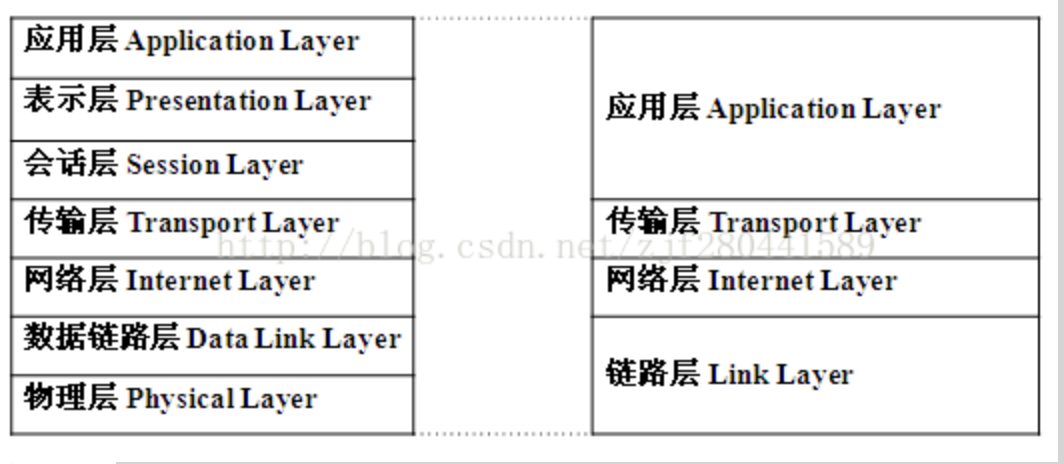 应用层 Application Layer
表示层 Presentation Layer
会话层 Session Layer
传输层 Transport Layer
网络层 Internet Layer
数据链路层 Data Link Layer
物理层 Physical Layer
应用层 Application Layer
传输层 Transport Layer
网络层 Internet Layer
链路层 Link Layer
http://blog.csdn.net/zjf280441589